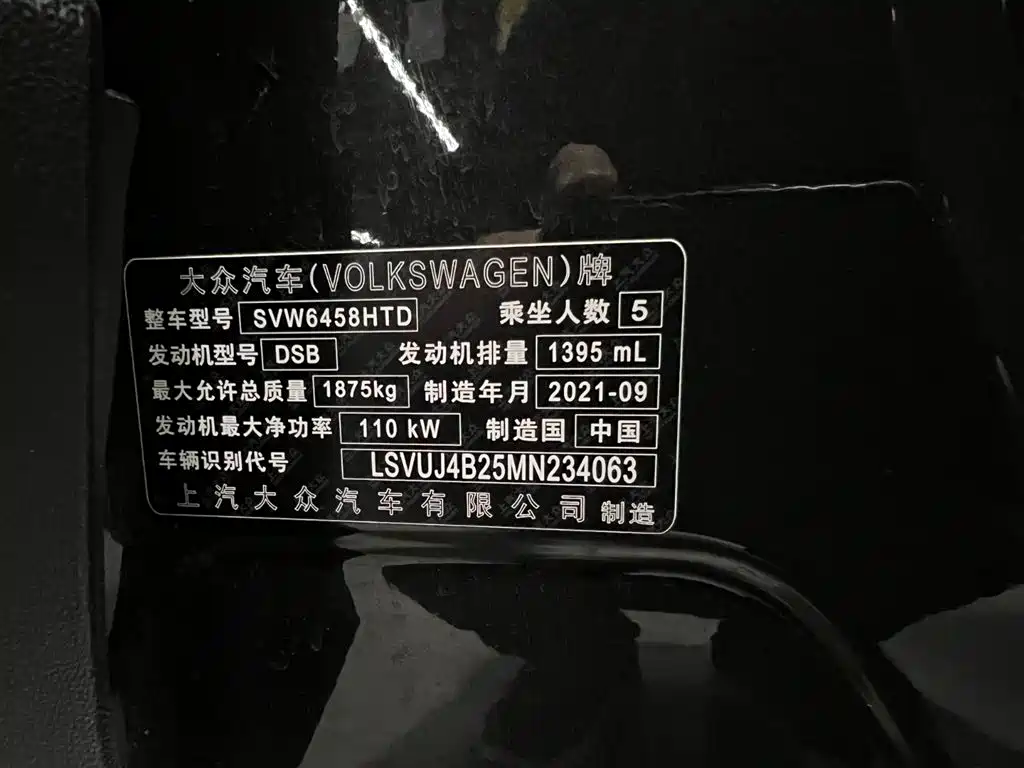 大众汽车(VOLKSWAGEN)牌
整车型号 SVW6458HTD 乘坐人数 5
发动机型号 DSB 发动机排量 1395 mL
最大允许总质量 1875kg 制造年月 2021-09
发动机最大净功率 110 kW 制造国 中国
车辆识别代号 LSVUJ4B25MN234063
上汽大众汽车有限公司 制造